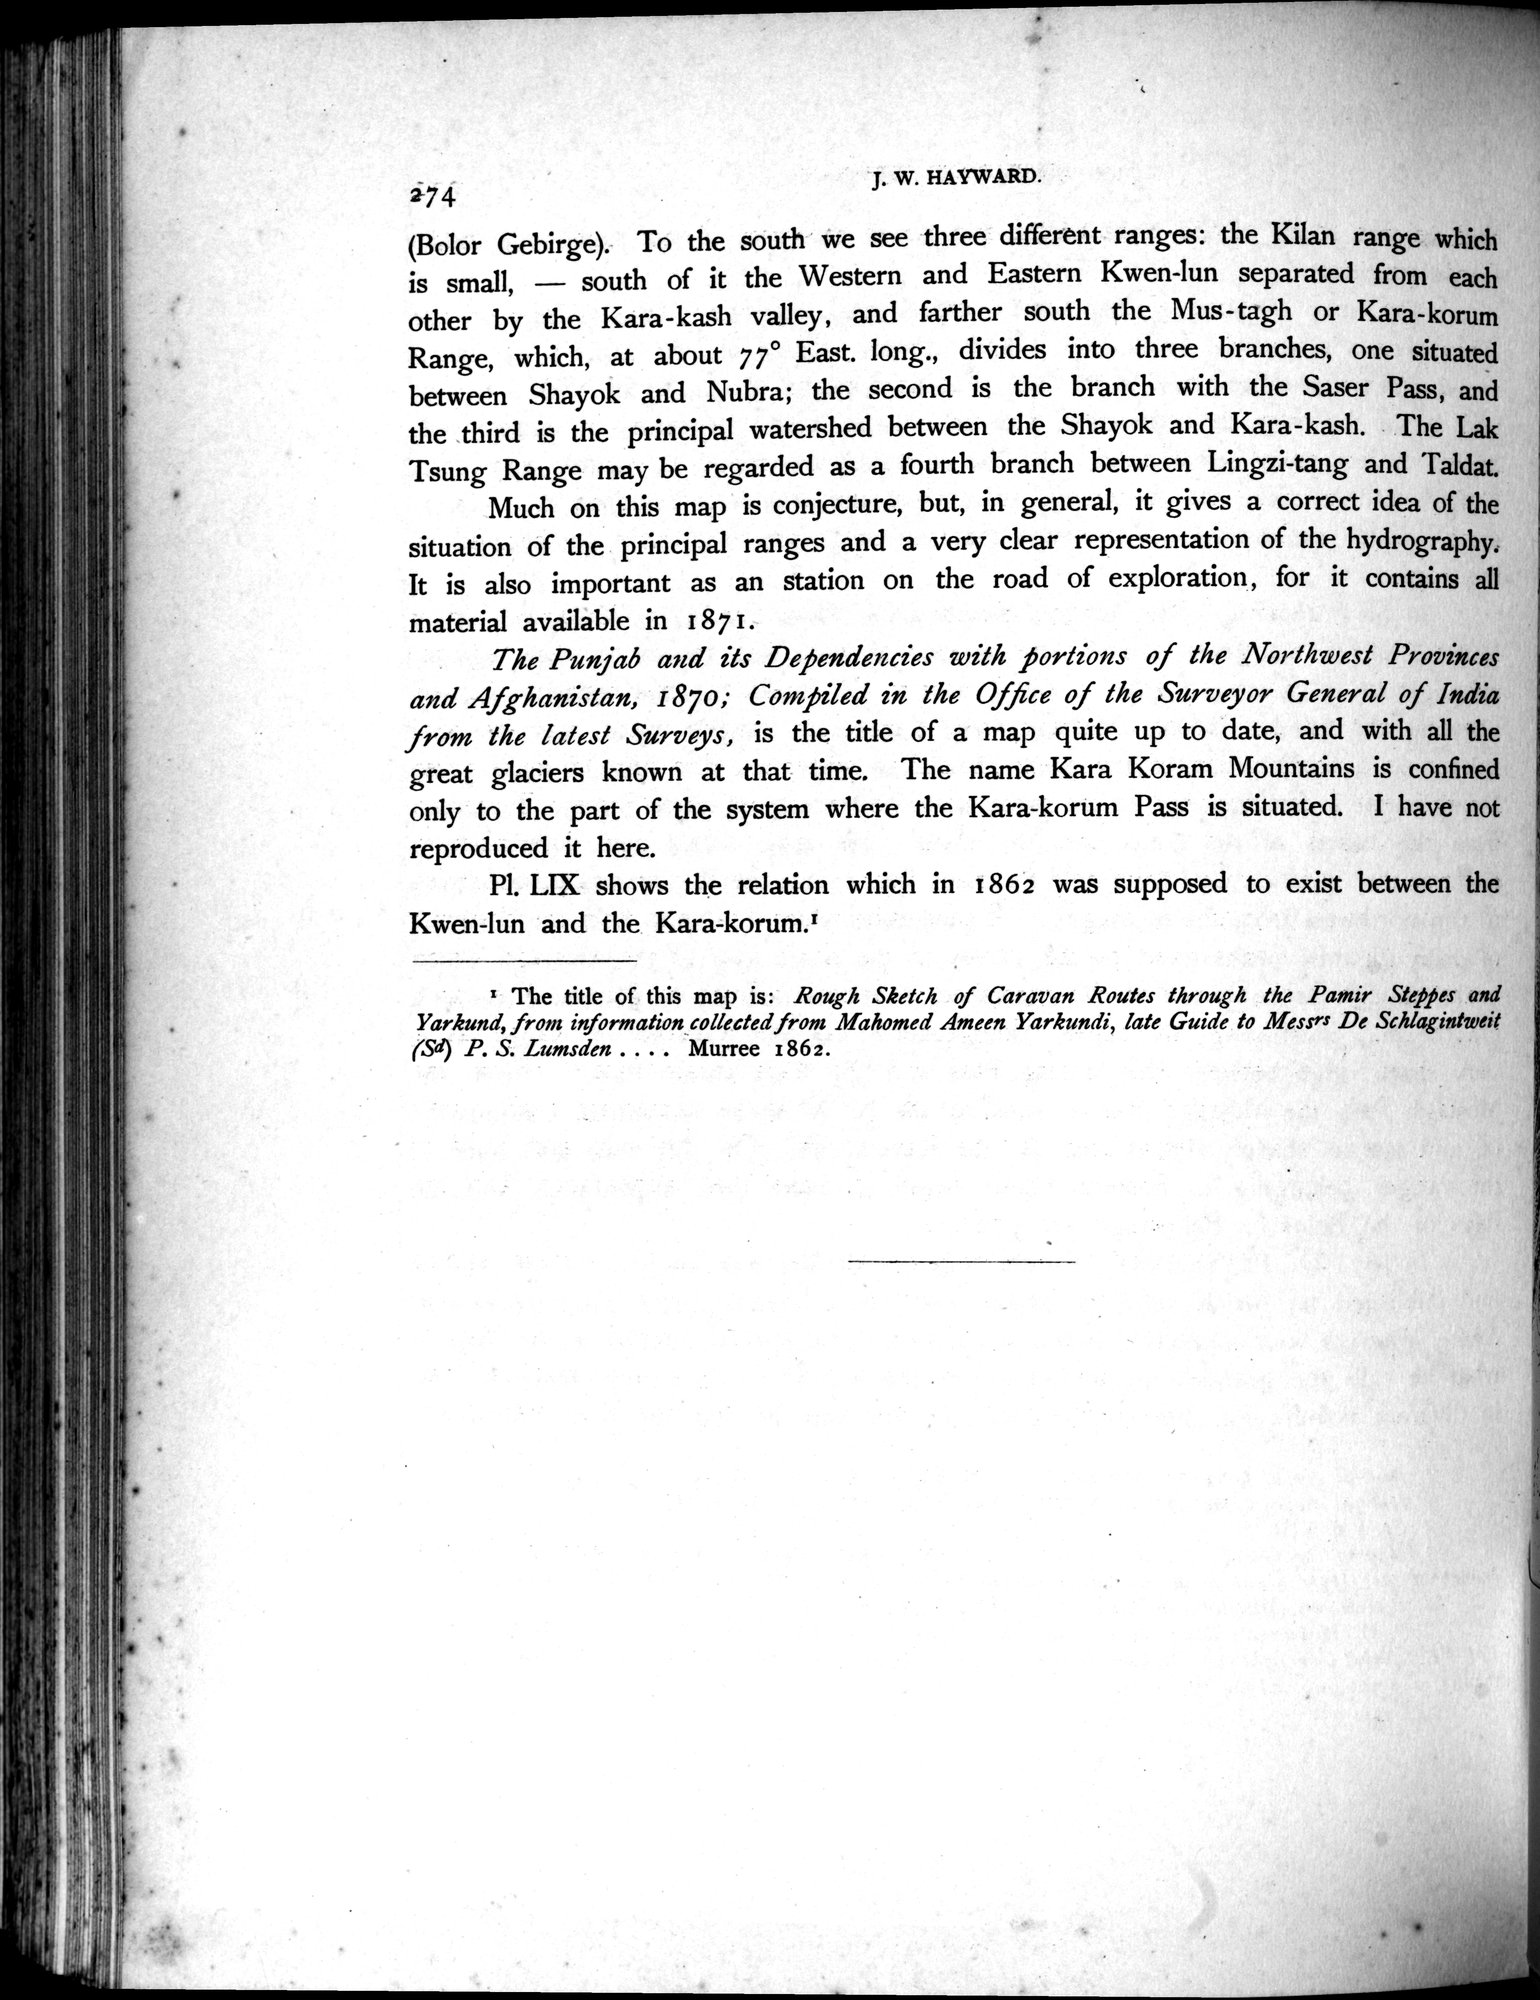 274
J. W. HAYWARD.
(Bolor Gebirge). To the south we see three different ranges: the Kilan range which
is small, — south of it the Western and Eastern Kwen-lun separated from each
other by the Kara-kash valley, and farther south the Mus-tagh or Kara-korum
Range, which, at about 77° East. long., divides into three branches, one situated
between Shayok and Nubra; the second is the branch with the Saser Pass, and
the third is the principal watershed between the Shayok and Kara-kash. The Lak
Tsung Range may be regarded as a fourth branch between Lingzi-tang and Taldat.
Much on this map is conjecture, but, in general, it gives a correct idea of the
situation of the principal ranges and a very clear representation of the hydrography.
It is also important as an station on the road of exploration, for it contains all
material available in 1871.
The Punjab and its Dependencies with portions of the Northwest Provinces
and Afghanistan, 1870; Compiled in the Office of the Surveyor General of India
from the latest Surveys, is the title of a map quite up to date, and with all the
great glaciers known at that time. The name Kara Koram Mountains is confined
only to the part of the system where the Kara-korum Pass is situated. I have not
reproduced it here.
Pl. LIX shows the relation which in 1862 was supposed to exist between the
Kwen-lun and the Kara-korum.¹
¹ The title of this map is: Rough Sketch of Caravan Routes through the Pamir Steppes and
Yarkund, from information collected from Mahomed Ameen Yarkundi, late Guide to Messrs De Schlagintweit
(Sd) P. S. Lumsden . . . . Murree 1862.